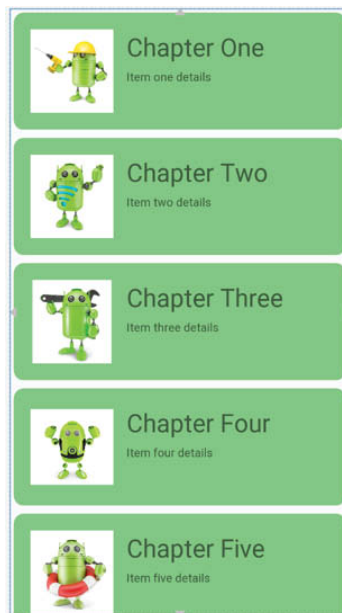 Chapter One
Item one details
Chapter Two
Item two details
Chapter Three
Item three details
Chapter Four
Item four details
Chapter Five
Item five details